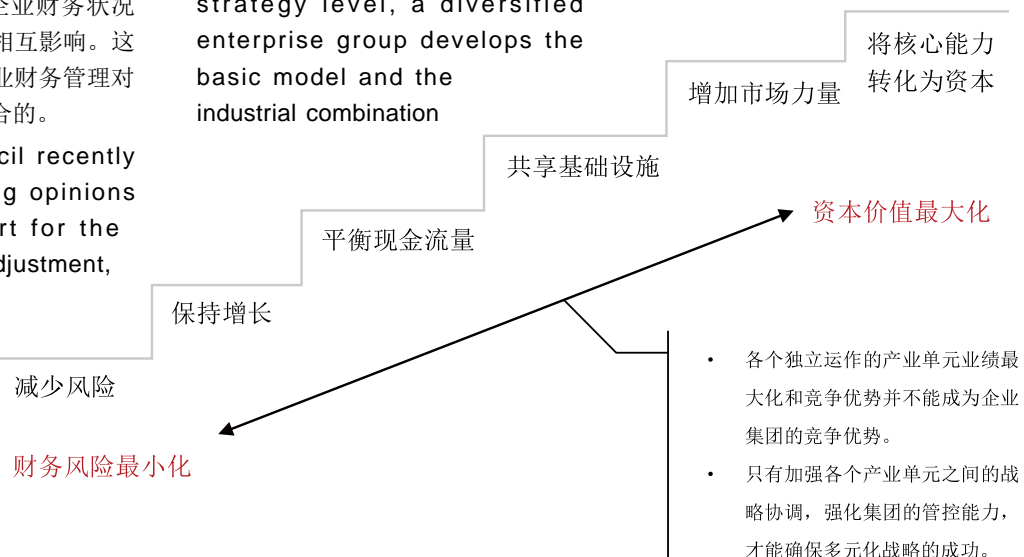 企业财务状况
相互影响。这
业财务管理对
合的。
cil recently
g opinions
rt for the
djustment,
strategy level, a diversified
enterprise group develops the
basic model and the
industrial combination
减少风险
保持增长
平衡现金流量
共享基础设施
增加市场力量
将核心能力
转化为资本
资本价值最大化
财务风险最小化
• 各个独立运作的产业单元业绩最
大化和竞争优势并不能成为企业
集团的竞争优势。
• 只有加强各个产业单元之间的战
略协调，强化集团的管控能力，
才能确保多元化战略的成功。